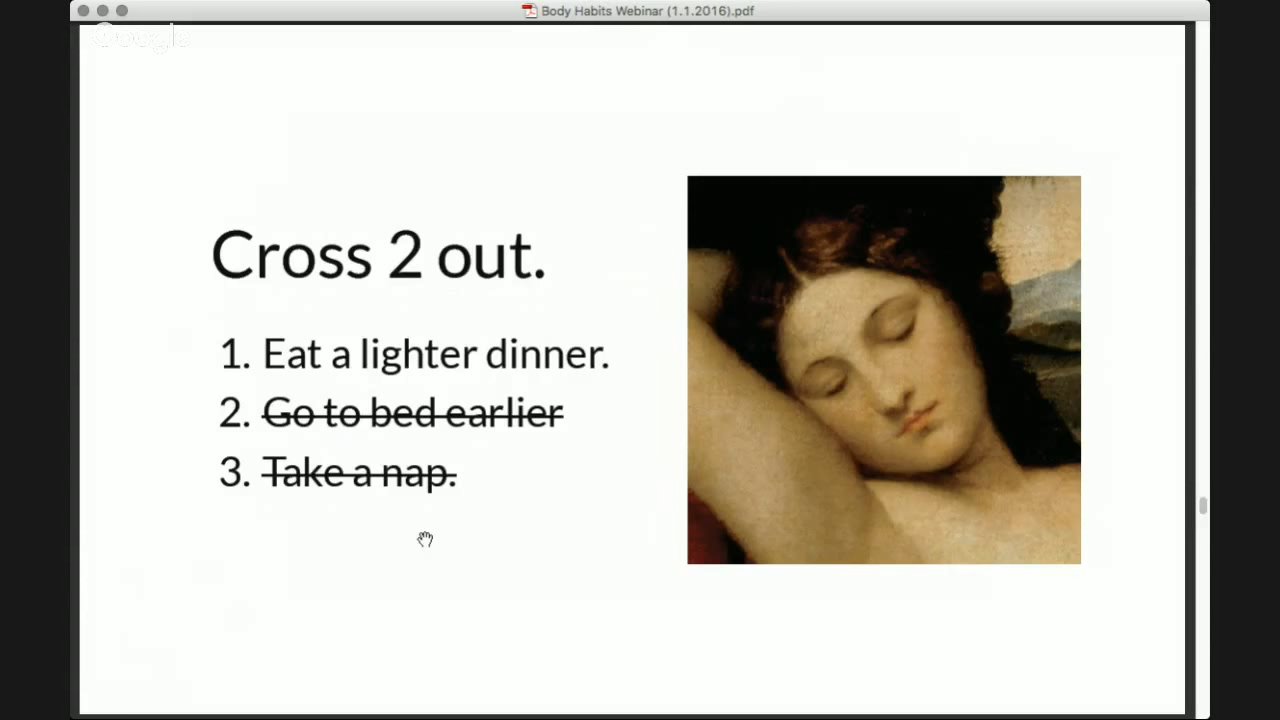 Body Habits Webinar (1.1.2016).pdf
Google
Cross 2 out.
1. Eat a lighter dinner.
2. Go to bed earlier
3. Take a nap.